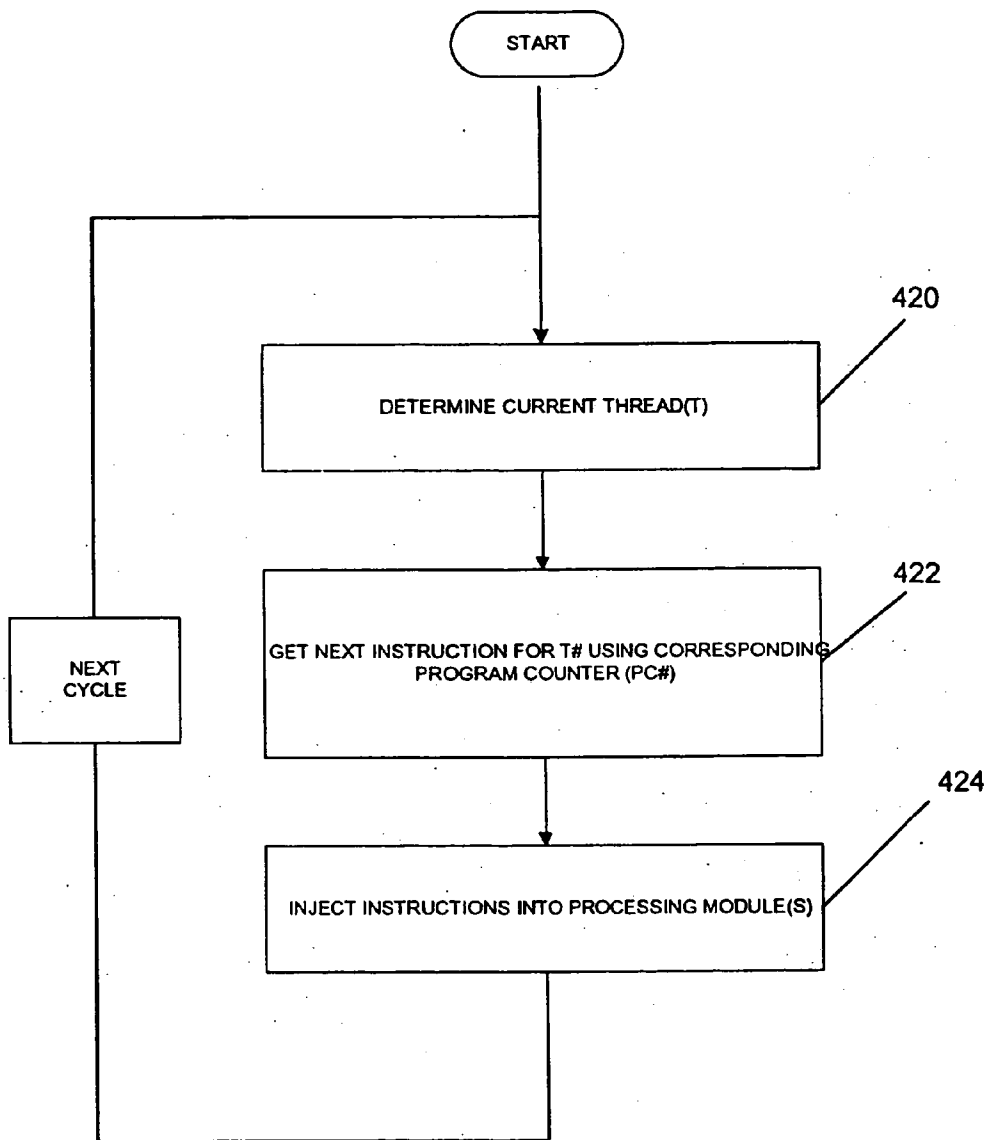 START
420
DETERMINE CURRENT THREAD(T)
422
GET NEXT INSTRUCTION FOR T# USING CORRESPONDING
PROGRAM COUNTER (PC#)
NEXT
CYCLE
424
INJECT INSTRUCTIONS INTO PROCESSING MODULE(S)